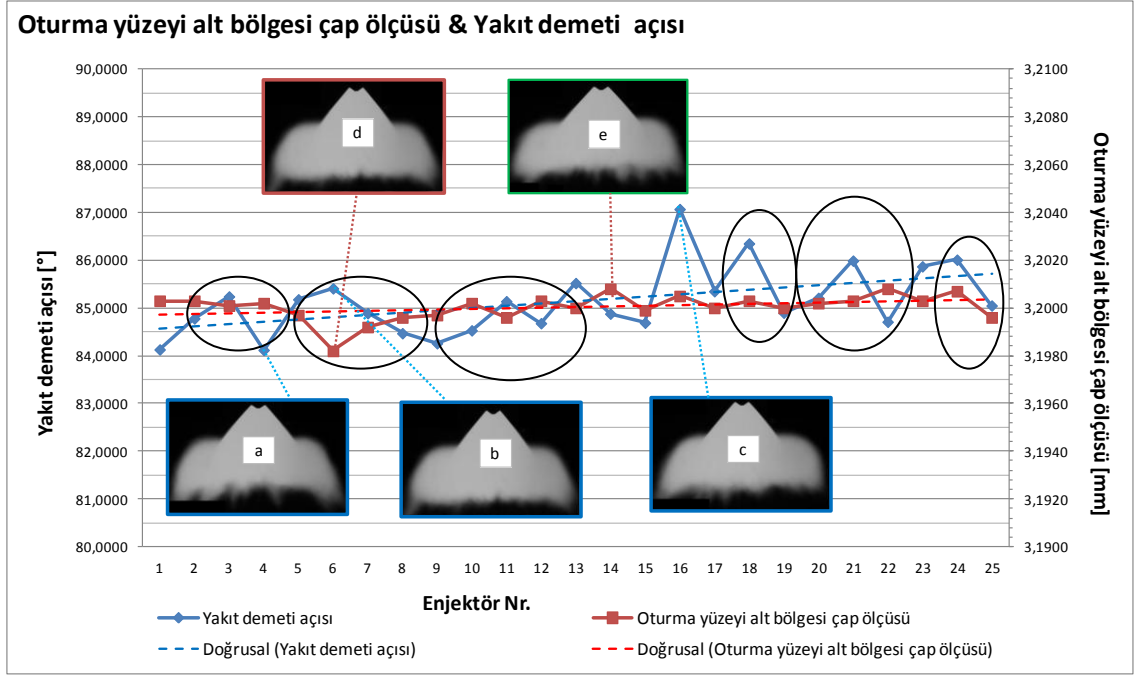 Oturma yüzeyi alt bölgesi çap ölçüsü & Yakıt demeti açısı
Yakıt demeti açısı [°]
90,0000
89,0000
88,0000
87,0000
86,0000
85,0000
84,0000
83,0000
82,0000
81,0000
80,0000
d
e
a
b
c
3,2100
3,2080
3,2060
3,2040
3,2020
3,2000
3,1980
3,1960
3,1940
3,1920
3,1900
Oturma yüzeyi alt bölgesi çap ölçüsü [mm]
1 2 3 4 5 6 7 8 9 10 11 12 13 14 15 16 17 18 19 20 21 22 23 24 25
Enjektör Nr.
Yakıt demeti açısı
Oturma yüzeyi alt bölgesi çap ölçüsü
Doğrusal (Yakıt demeti açısı)
Doğrusal (Oturma yüzeyi alt bölgesi çap ölçüsü)